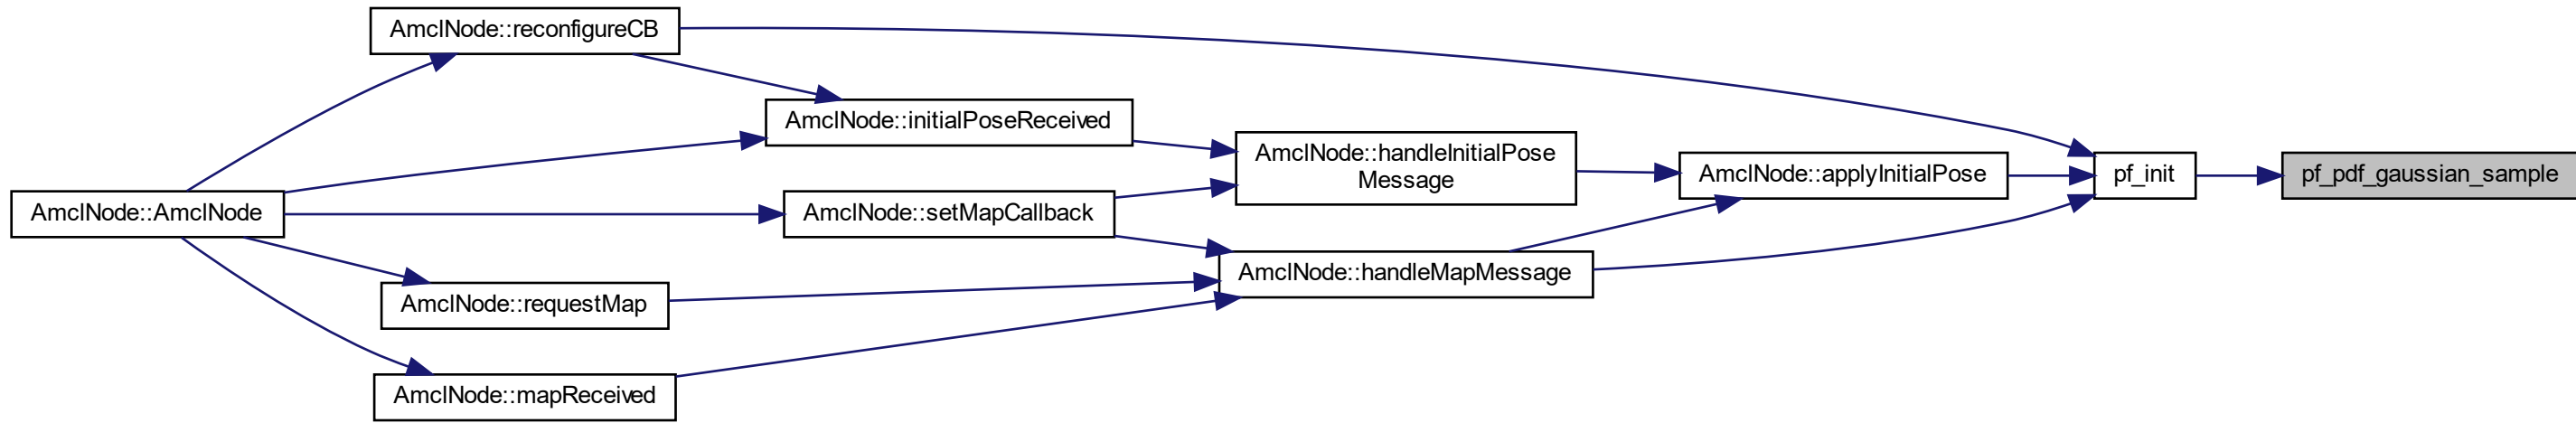 AmclNode::reconfigureCB
AmclNode::initialPoseReceived
AmclNode::handleInitialPose
Message
AmclNode::applyInitialPose
pf_init
pf_pdf_gaussian_sample
AmclNode::AmclNode
AmclNode::setMapCallback
AmclNode::handleMapMessage
AmclNode::requestMap
AmclNode::mapReceived